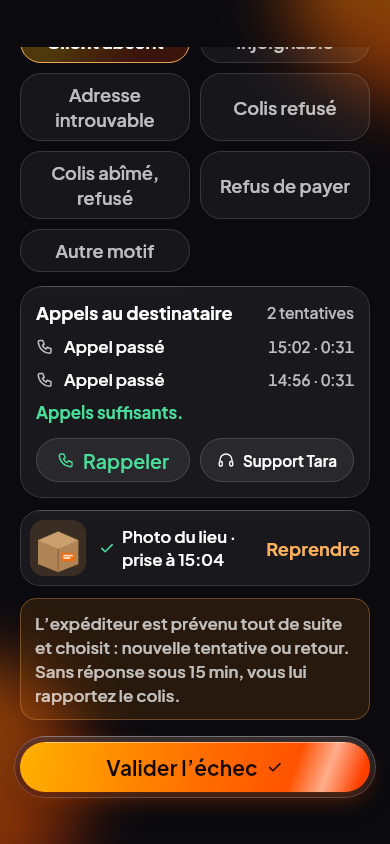 Client absent
Injoignable
Adresse
introuvable
Colis refusé
Colis abîmé,
refusé
Refus de payer
Autre motif
Appels au destinataire
2 tentatives
Appel passé
15:02 · 0:31
Appel passé
14:56 · 0:31
Appels suffisants.
Rappeler
Support Tara
Photo du lieu ·
prise à 15:04
Reprendre
L’expéditeur est prévenu tout de suite
et choisit : nouvelle tentative ou retour.
Sans réponse sous 15 min, vous lui
rapportez le colis.
Valider l’échec